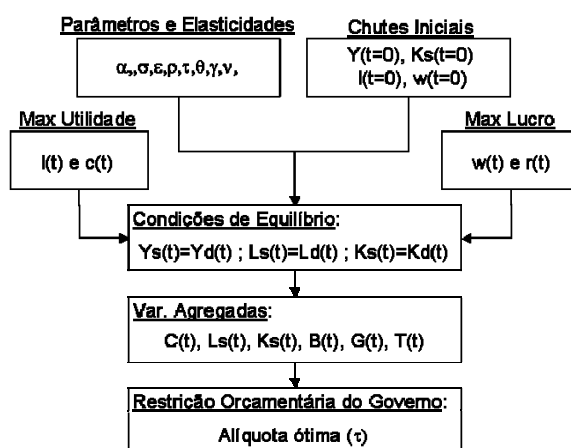 Parâmetros e Elasticidades
α,,σ,ε,ρ,τ,θ,γ,ν,
Chutes Iniciais
Y(t=0), Ks(t=0)
l(t=0), w(t=0)
Max Utilidade
l(t) e c(t)
Max Lucro
w(t) e r(t)
Condições de Equilíbrio:
Ys(t)=Yd(t) ; Ls(t)=Ld(t) ; Ks(t)=Kd(t)
Var. Agregadas:
C(t), Ls(t), Ks(t), B(t), G(t), T(t)
Restrição Orcamentária do Governo:
Alíquota ótima (τ)